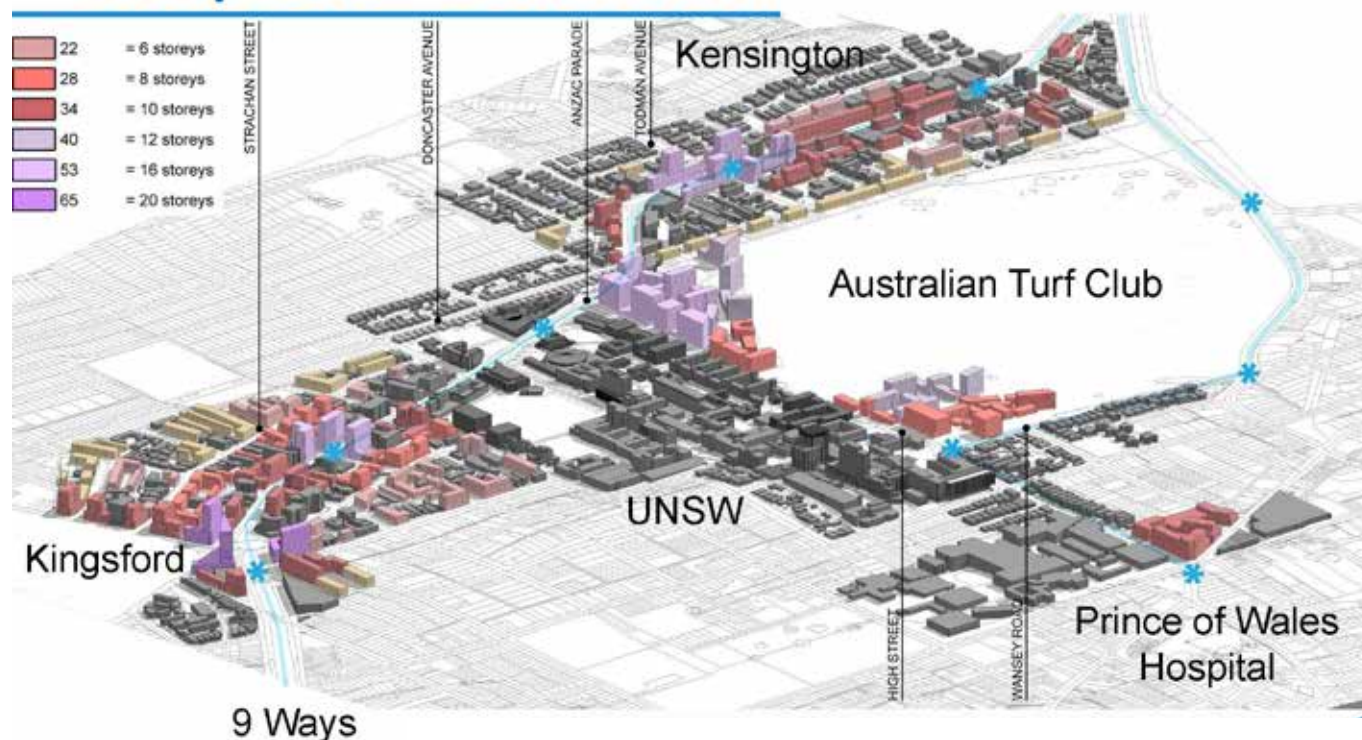 22 = 6 storeys
28 = 8 storeys
34 = 10 storeys
40 = 12 storeys
53 = 16 storeys
65 = 20 storeys
STRACHAN STREET
DONCASTER AVENUE
ANZAC PARADE
TODMAN AVENUE
Kensington
Australian Turf Club
UNSW
Kingsford
HIGH STREET
WANSEY ROAD
Prince of Wales
Hospital
9 Ways